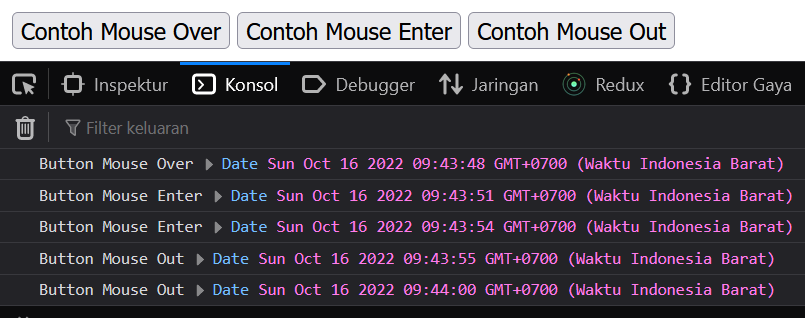 Contoh Mouse Over Contoh Mouse Enter Contoh Mouse Out
Inspektur Konsol Debugger Jaringan Redux Editor Gaya
Filter keluaran
Button Mouse Over Date Sun Oct 16 2022 09:43:48 GMT+0700 (Waktu Indonesia Barat)
Button Mouse Enter Date Sun Oct 16 2022 09:43:51 GMT+0700 (Waktu Indonesia Barat)
Button Mouse Enter Date Sun Oct 16 2022 09:43:54 GMT+0700 (Waktu Indonesia Barat)
Button Mouse Out Date Sun Oct 16 2022 09:43:55 GMT+0700 (Waktu Indonesia Barat)
Button Mouse Out Date Sun Oct 16 2022 09:44:00 GMT+0700 (Waktu Indonesia Barat)